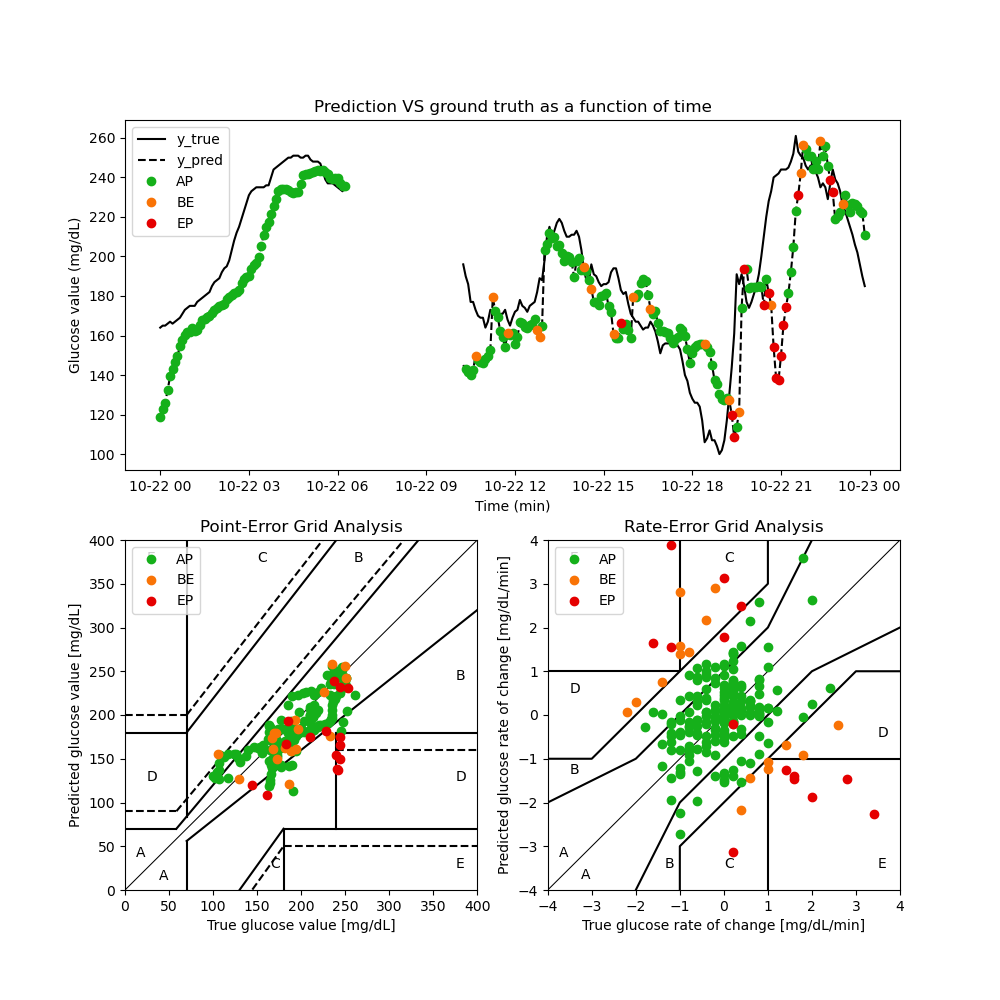 Prediction VS ground truth as a function of time
Glucose value (mg/dL)
260
240
220
200
180
160
140
120
100
y_true
y_pred
AP
BE
EP
10-22 00 10-22 03 10-22 06 10-22 09 10-22 12 10-22 15 10-22 18 10-22 21 10-23 00
Time (min)
Point-Error Grid Analysis
Predicted glucose value [mg/dL]
400
350
300
250
200
150
100
50
0
AP
BE
EP
C
B
B
D
D
A
A
C
E
0 50 100 150 200 250 300 350 400
True glucose value [mg/dL]
Rate-Error Grid Analysis
Predicted glucose rate of change [mg/dL/min]
4
3
2
1
0
−1
−2
−3
−4
AP
BE
EP
C
D
D
B
A
A
B
C
E
−4 −3 −2 −1 0 1 2 3 4
True glucose rate of change [mg/dL/min]